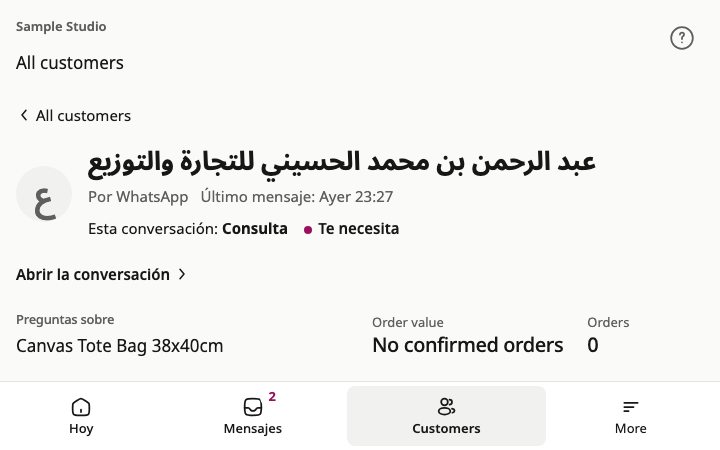 Sample Studio
All customers
All customers
ع
عبد الرحمن بن محمد الحسيني للتجارة والتوزيع
Por WhatsApp Último mensaje: Ayer 23:27
Esta conversación: Consulta Te necesita
Abrir la conversación
Preguntas sobre
Canvas Tote Bag 38x40cm
Order value
No confirmed orders
Orders
0
Hoy
2
Mensajes
Customers
More